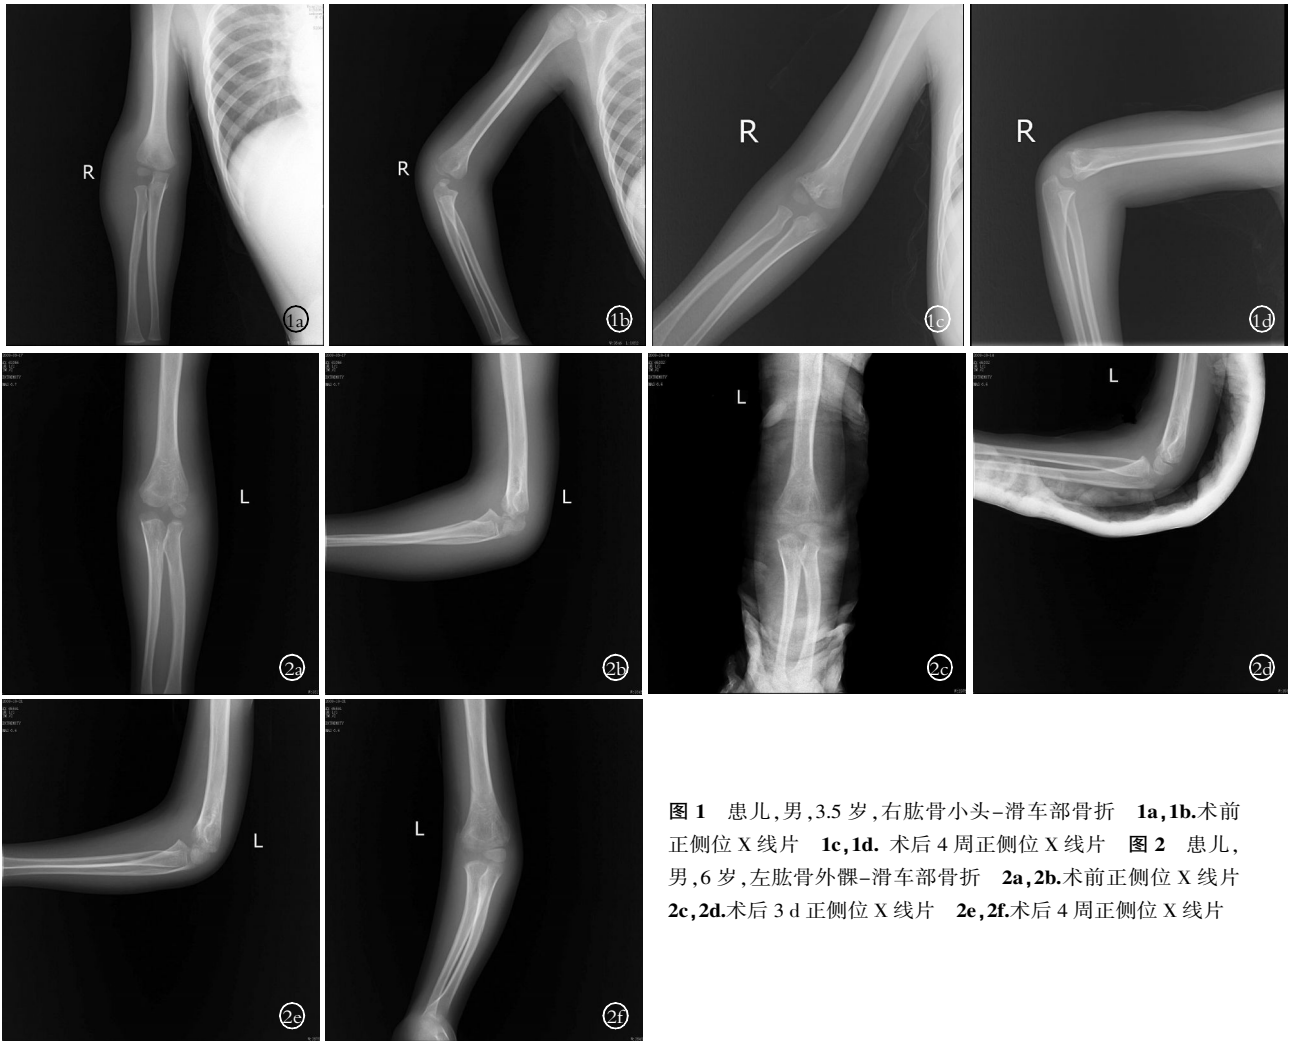 R
1a
R
1b
R
1c
R
1d
L
2a
L
2b
L
2c
L
2d
L
2e
L
2f
图 1 患儿,男,3.5 岁,右肱骨小头-滑车部骨折 1a,1b.术前
正侧位 X 线片 1c,1d. 术后 4 周正侧位 X 线片 图 2 患儿,
男,6 岁,左肱骨外髁-滑车部骨折 2a,2b.术前正侧位 X 线片
2c,2d.术后 3 d 正侧位 X 线片 2e,2f.术后 4 周正侧位 X 线片